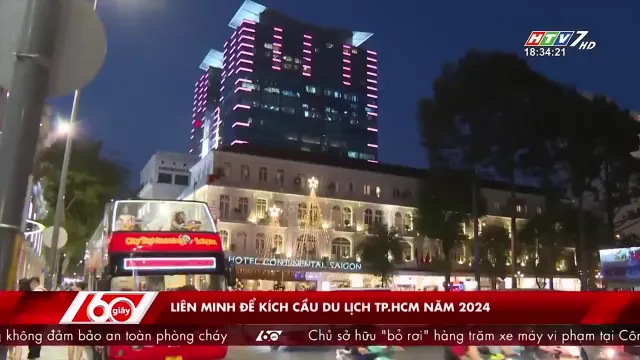 HTV7 HD
18:34:21
HOTEL CONTINENTAL SAIGON
60 giây
LIÊN MINH ĐỂ KÍCH CẦU DU LỊCH TP.HCM NĂM 2024
không đảm bảo an toàn phòng cháy 60 giây Chủ sở hữu "bỏ rơi" hàng trăm xe máy vi phạm tại